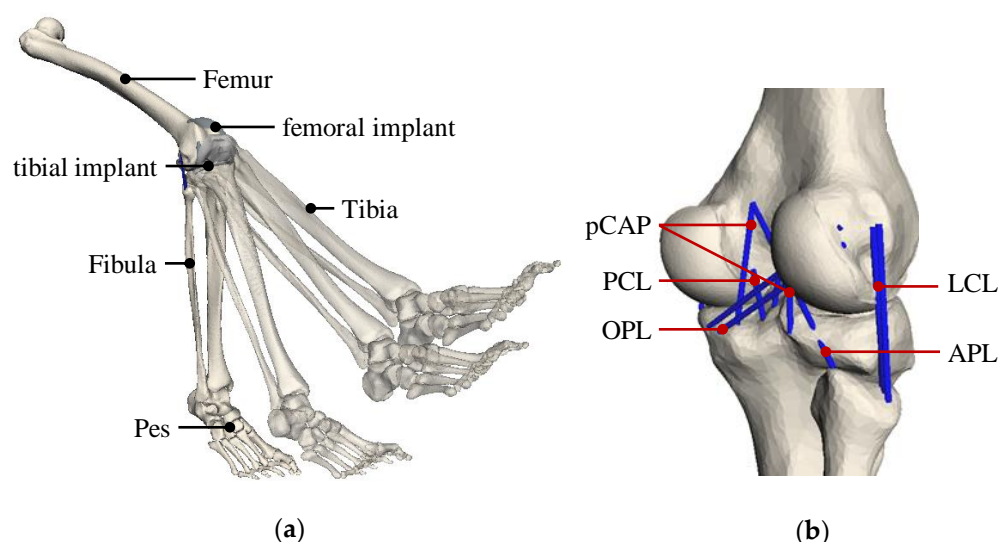 Femur
femoral implant
tibial implant
Tibia
Fibula
Pes
(a)
pCAP
PCL
LCL
OPL
APL
(b)